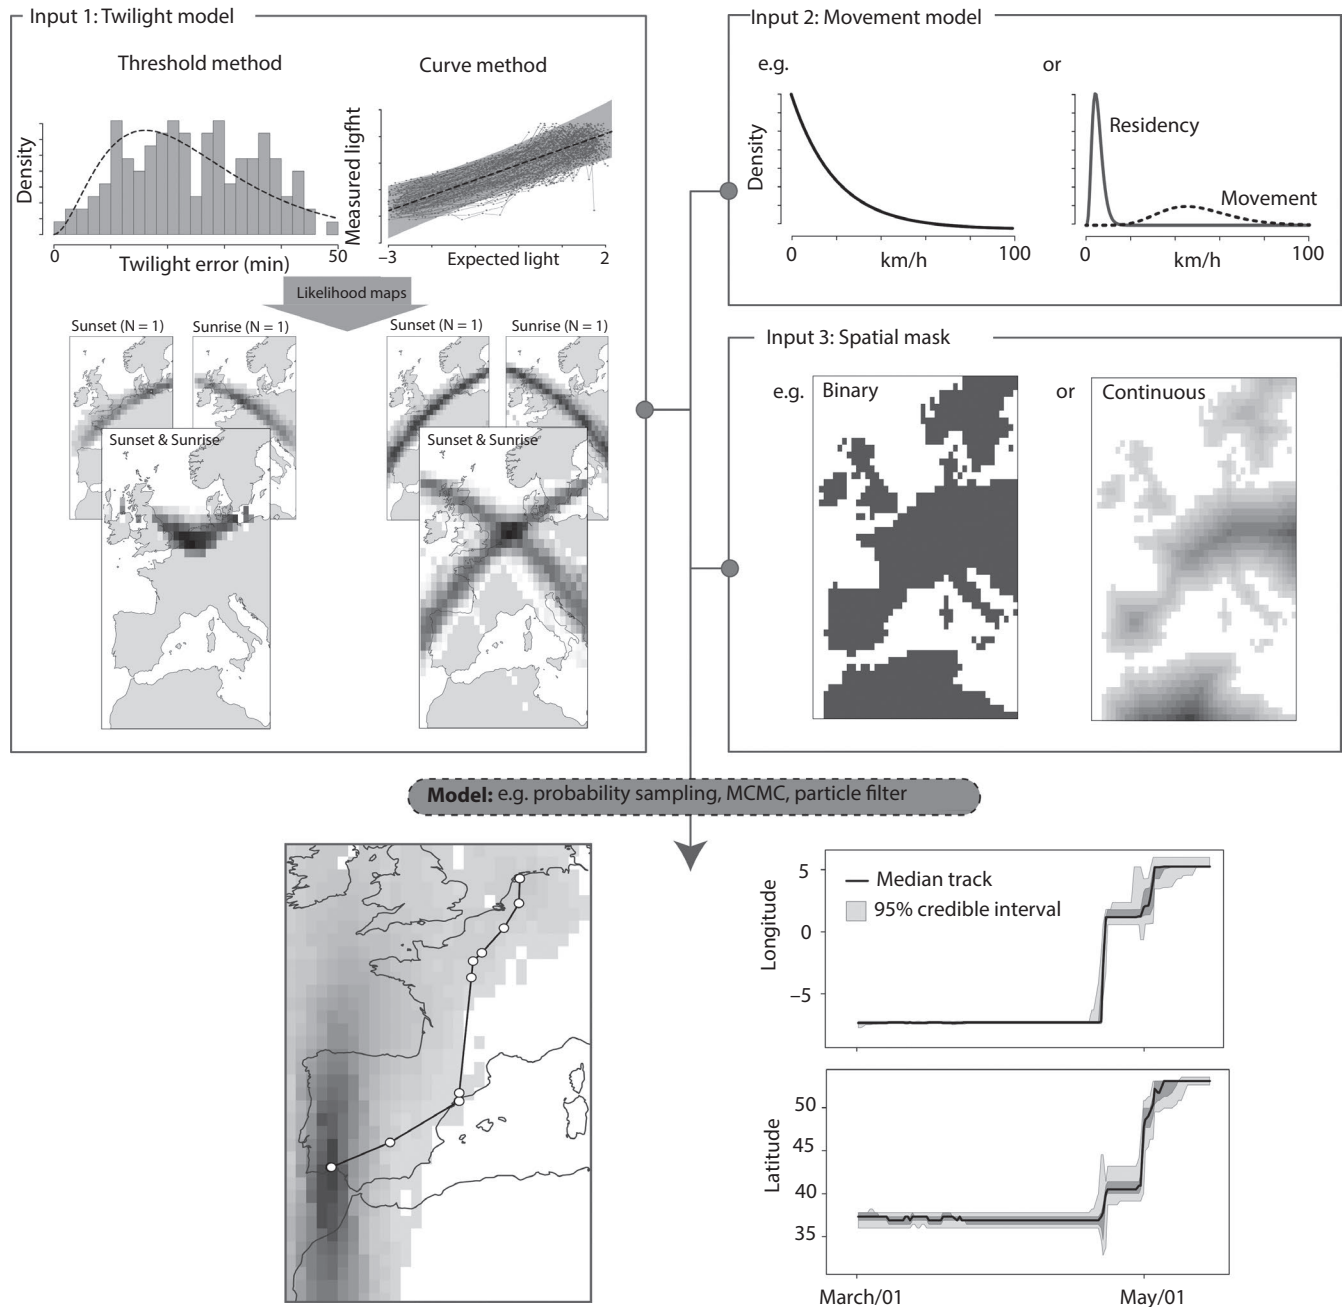 Input 1: Twilight model
Threshold method
Curve method
Density
0
50
Twilight error (min)
Measured ligfht
−3
Expected light
2
Likelihood maps
Sunset (N = 1)
Sunrise (N = 1)
Sunset & Sunrise
Sunset (N = 1)
Sunrise (N = 1)
Sunset & Sunrise
Input 2: Movement model
e.g.
or
Density
0
km/h
100
Residency
Movement
0
km/h
100
Input 3: Spatial mask
e.g.
Binary
or
Continuous
Model: e.g. probability sampling, MCMC, particle filter
Longitude
5
0
−5
Median track
95% credible interval
Latitude
50
45
40
35
March/01
May/01